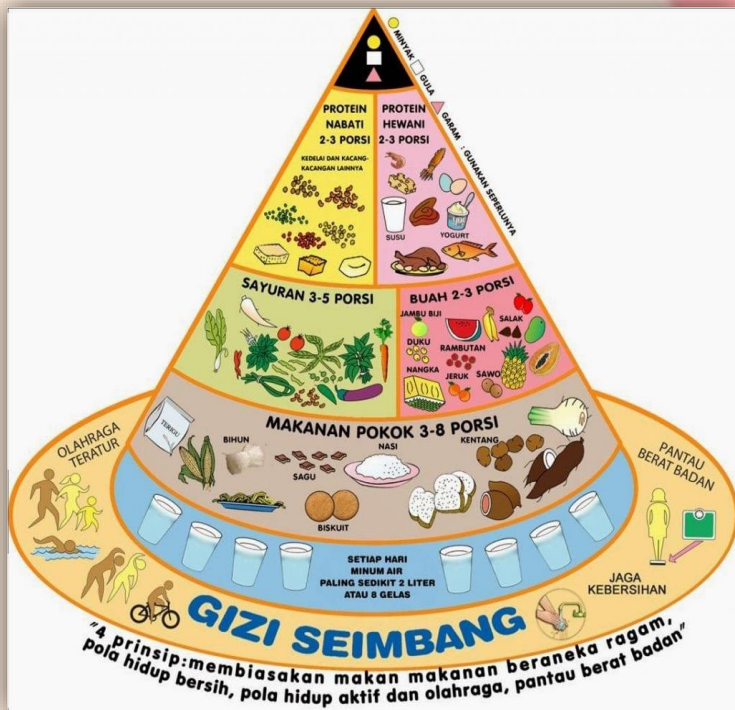 MINYAK
GULA
GARAM : GUNAKAN SEPERLUNYA
PROTEIN
NABATI
2-3 PORSI
KEDELAI DAN KACANG-
KACANGAN LAINNYA
PROTEIN
HEWANI
2-3 PORSI
SUSU
YOGURT
SAYURAN 3-5 PORSI
BUAH 2-3 PORSI
JAMBU BIJI
SALAK
DUKU
RAMBUTAN
NANGKA
JERUK
SAWO
MAKANAN POKOK 3-8 PORSI
TERIGU
BIHUN
SAGU
NASI
KENTANG
BISKUIT
OLAHRAGA
TERATUR
PANTAU
BERAT BADAN
SETIAP HARI
MINUM AIR
PALING SEDIKIT 2 LITER
ATAU 8 GELAS
JAGA
KEBERSIHAN
GIZI SEIMBANG
"4 prinsip:membiasakan makan makanan beraneka ragam,
pola hidup bersih, pola hidup aktif dan olahraga, pantau berat badan"